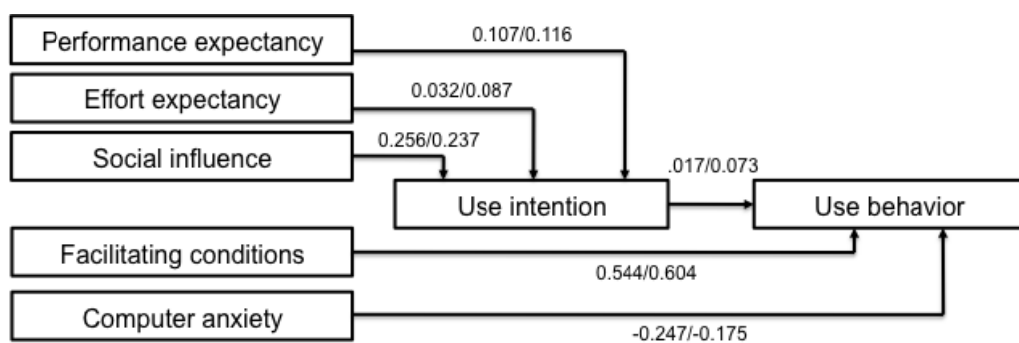 Performance expectancy
0.107/0.116
Effort expectancy
0.032/0.087
Social influence
0.256/0.237
.017/0.073
Use intention
Use behavior
Facilitating conditions
0.544/0.604
Computer anxiety
-0.247/-0.175